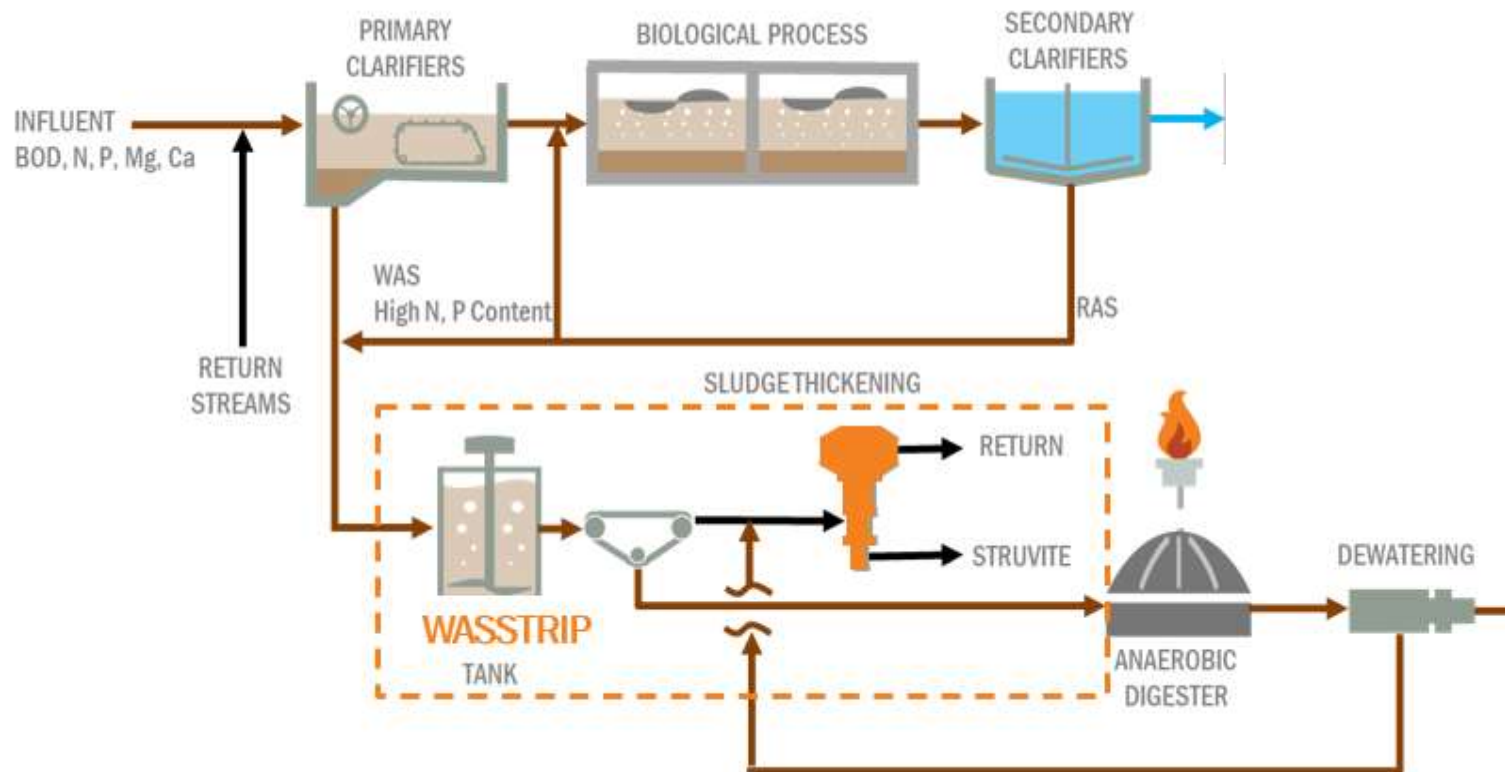 PRIMARY
CLARIFIERS
BIOLOGICAL PROCESS
SECONDARY
CLARIFIERS
INFLUENT
BOD, N, P, Mg, Ca
WAS
High N, P Content
RAS
RETURN
STREAMS
SLUDGE THICKENING
RETURN
STRUVITE
DEWATERING
WASSTRIP
TANK
ANAEROBIC
DIGESTER